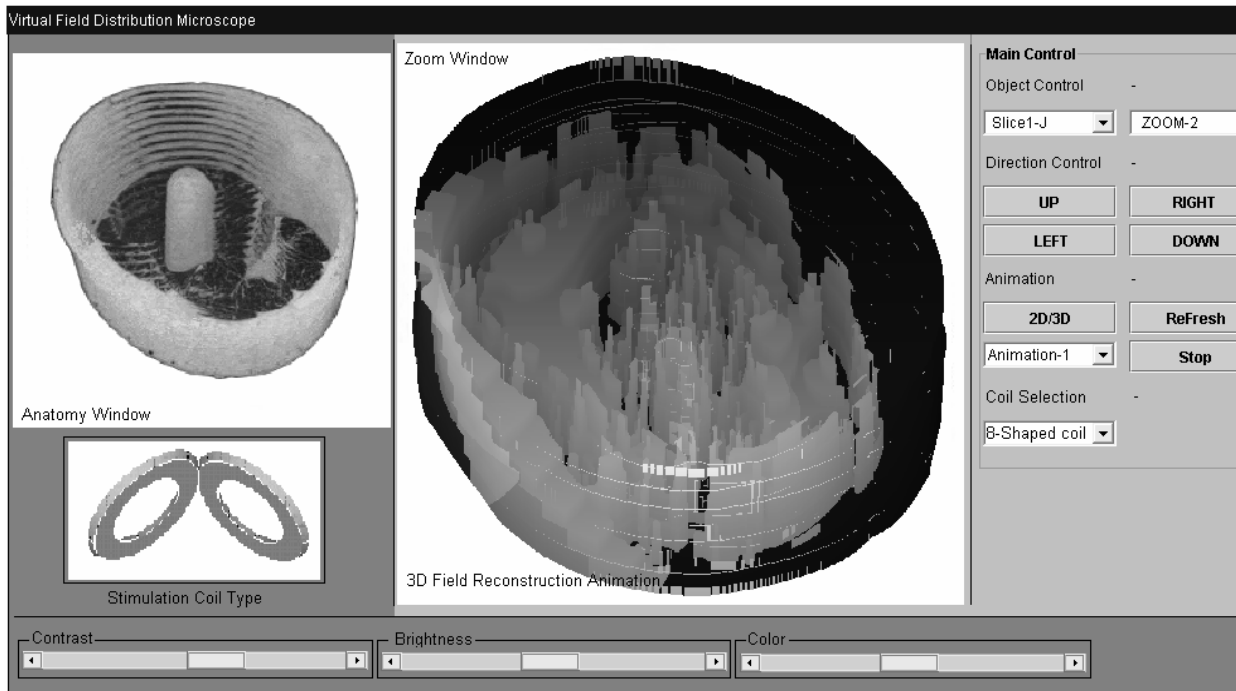 Virtual Field Distribution Microscope
Anatomy Window
Stimulation Coil Type
Zoom Window
3D Field Reconstruction Animation
Main Control
Object Control -
Slice1-J ZOOM-2
Direction Control -
UP RIGHT
LEFT DOWN
Animation -
2D/3D ReFresh
Animation-1 Stop
Coil Selection -
8-Shaped coil
Contrast Brightness Color